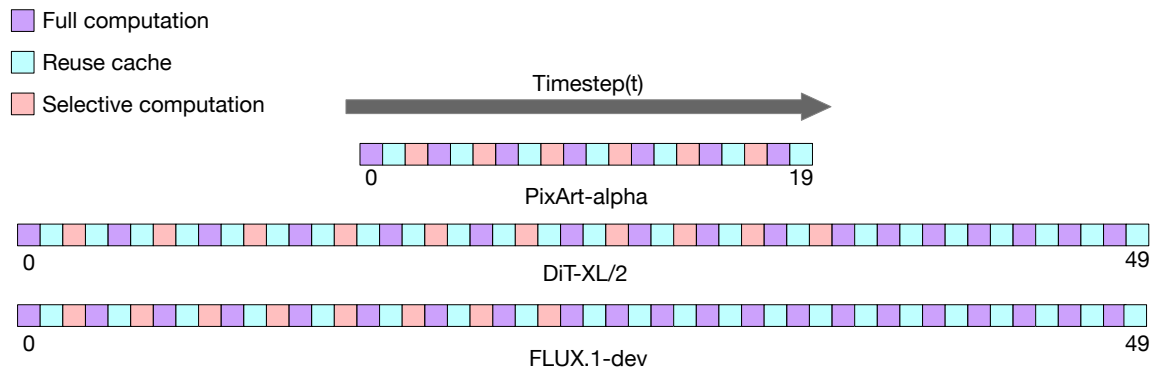 Full computation
Reuse cache
Selective computation
Timestep(t)
0 19
PixArt-alpha
0 49
DiT-XL/2
0 49
FLUX.1-dev